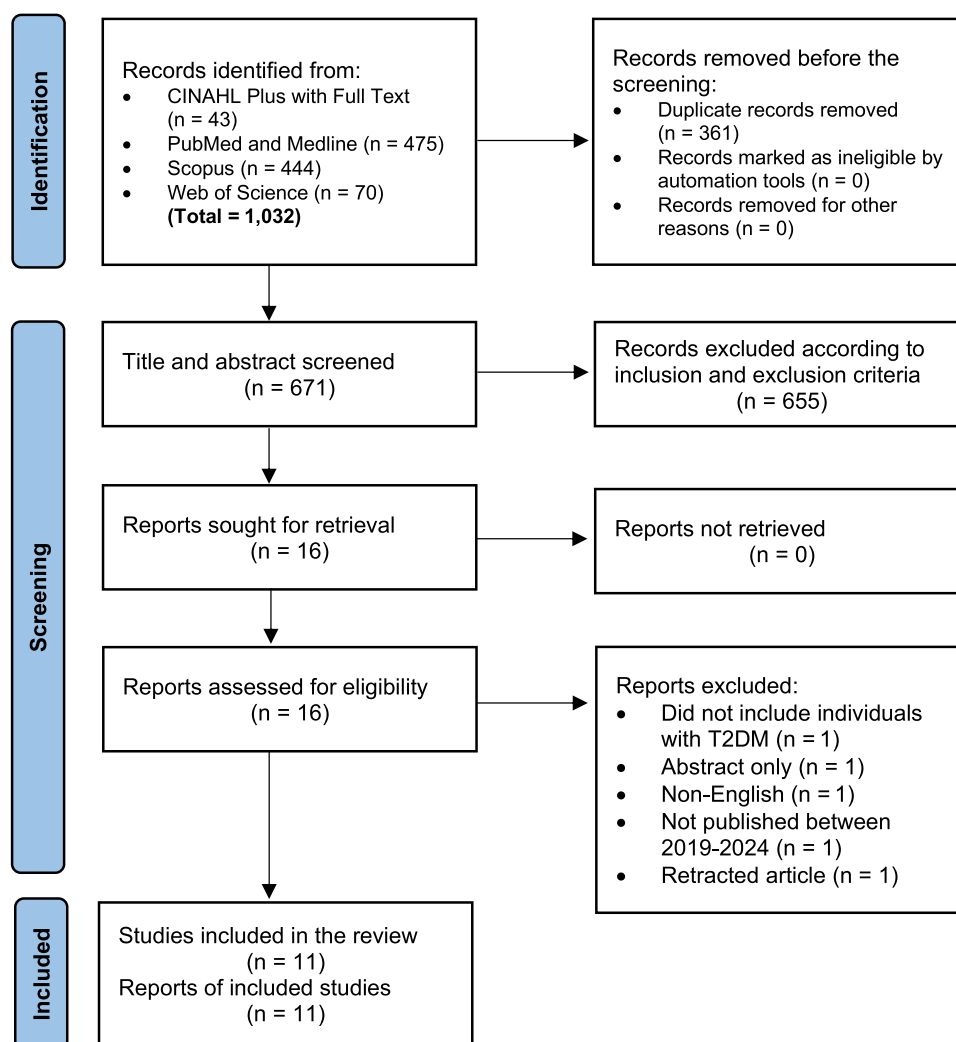 Identification
Records identified from:
• CINAHL Plus with Full Text
(n = 43)
• PubMed and Medline (n = 475)
• Scopus (n = 444)
• Web of Science (n = 70)
(Total = 1,032)
Records removed before the
screening:
• Duplicate records removed
(n = 361)
• Records marked as ineligible by
automation tools (n = 0)
• Records removed for other
reasons (n = 0)
Screening
Title and abstract screened
(n = 671)
Records excluded according to
inclusion and exclusion criteria
(n = 655)
Reports sought for retrieval
(n = 16)
Reports not retrieved
(n = 0)
Reports assessed for eligibility
(n = 16)
Reports excluded:
• Did not include individuals
with T2DM (n = 1)
• Abstract only (n = 1)
• Non-English (n = 1)
• Not published between
2019-2024 (n = 1)
• Retracted article (n = 1)
Included
Studies included in the review
(n = 11)
Reports of included studies
(n = 11)